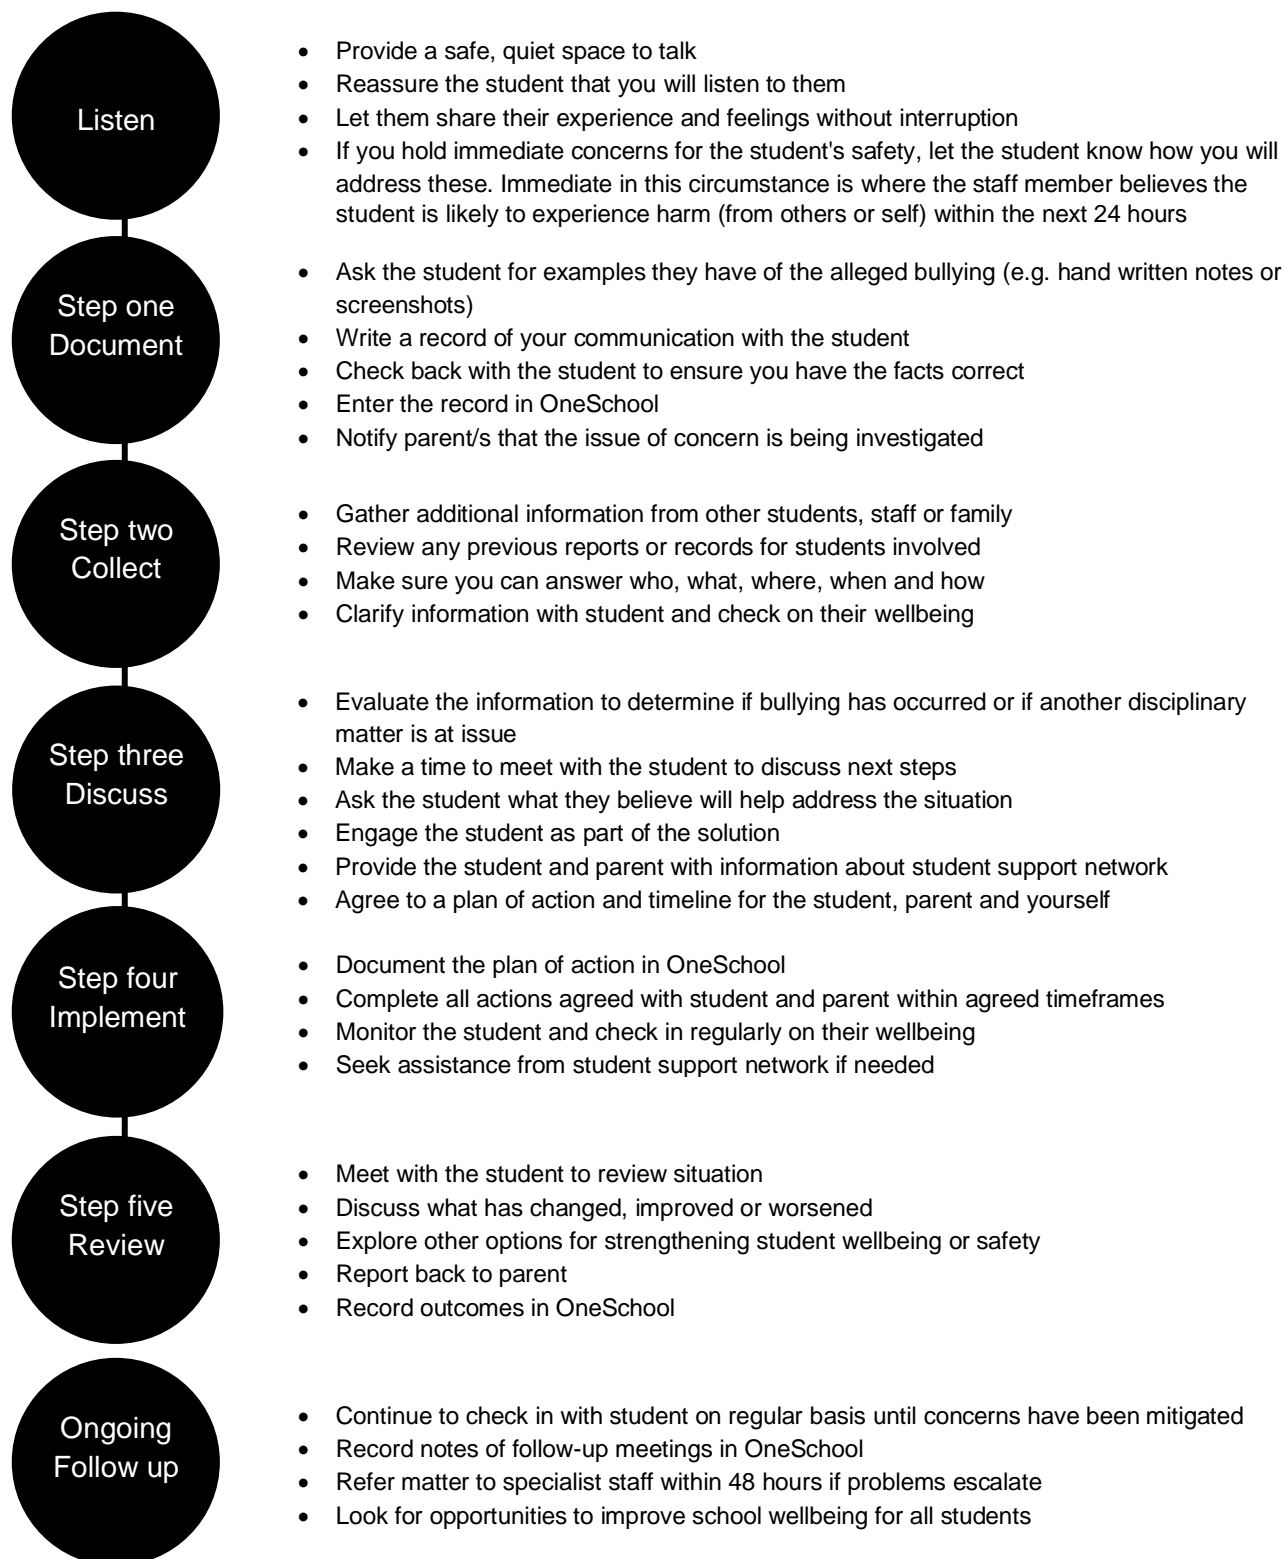 Listen
• Provide a safe, quiet space to talk
• Reassure the student that you will listen to them
• Let them share their experience and feelings without interruption
• If you hold immediate concerns for the student's safety, let the student know how you will
address these. Immediate in this circumstance is where the staff member believes the
student is likely to experience harm (from others or self) within the next 24 hours
Step one
Document
• Ask the student for examples they have of the alleged bullying (e.g. hand written notes or
screenshots)
• Write a record of your communication with the student
• Check back with the student to ensure you have the facts correct
• Enter the record in OneSchool
• Notify parent/s that the issue of concern is being investigated
Step two
Collect
• Gather additional information from other students, staff or family
• Review any previous reports or records for students involved
• Make sure you can answer who, what, where, when and how
• Clarify information with student and check on their wellbeing
Step three
Discuss
• Evaluate the information to determine if bullying has occurred or if another disciplinary
matter is at issue
• Make a time to meet with the student to discuss next steps
• Ask the student what they believe will help address the situation
• Engage the student as part of the solution
• Provide the student and parent with information about student support network
• Agree to a plan of action and timeline for the student, parent and yourself
Step four
Implement
• Document the plan of action in OneSchool
• Complete all actions agreed with student and parent within agreed timeframes
• Monitor the student and check in regularly on their wellbeing
• Seek assistance from student support network if needed
Step five
Review
• Meet with the student to review situation
• Discuss what has changed, improved or worsened
• Explore other options for strengthening student wellbeing or safety
• Report back to parent
• Record outcomes in OneSchool
Ongoing
Follow up
• Continue to check in with student on regular basis until concerns have been mitigated
• Record notes of follow-up meetings in OneSchool
• Refer matter to specialist staff within 48 hours if problems escalate
• Look for opportunities to improve school wellbeing for all students